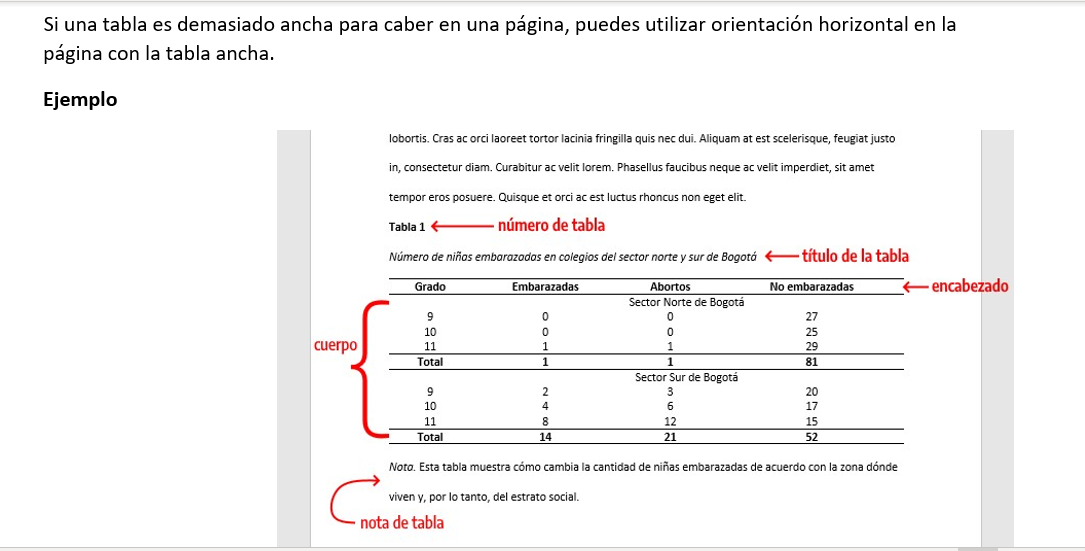 Si una tabla es demasiado ancha para caber en una página, puedes utilizar orientación horizontal en la
página con la tabla ancha.
Ejemplo
lobortis. Cras ac orci laoreet tortor lacinia fringilla quis nec dui. Aliquam at est scelerisque, feugiat justo
in, consectetur diam. Curabitur ac velit lorem. Phasellus faucibus neque ac velit imperdiet, sit amet
tempor eros posuere. Quisque et orci ac est luctus rhoncus non eget elit.
Tabla 1 número de tabla
Número de niñas embarazadas en colegios del sector norte y sur de Bogotá título de la tabla
Grado Embarazadas Abortos No embarazadas encabezado
Sector Norte de Bogotá
9 0 0 27
10 0 0 25
cuerpo 11 1 1 29
Total 1 1 81
Sector Sur de Bogotá
9 2 3 20
10 4 6 17
11 8 12 15
Total 14 21 52
Nota. Esta tabla muestra cómo cambia la cantidad de niñas embarazadas de acuerdo con la zona dónde
viven y, por lo tanto, del estrato social.
nota de tabla